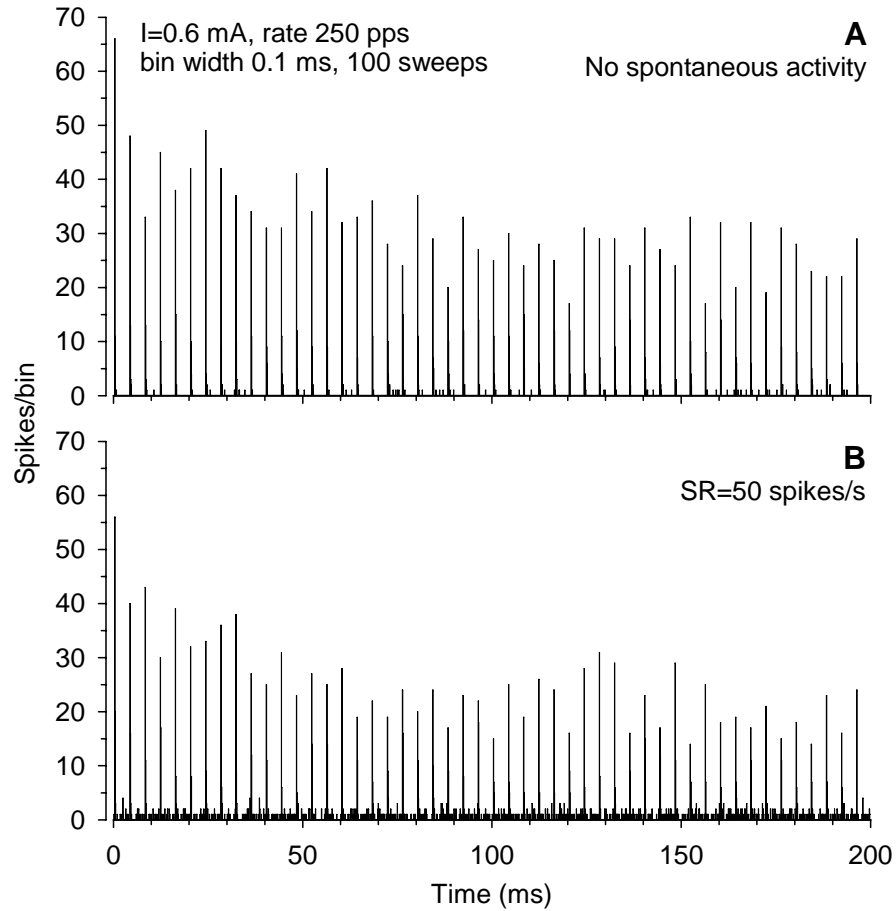 70
I=0.6 mA, rate 250 pps
A
bin width 0.1 ms, 100 sweeps
No spontaneous activity
60
50
40
30
20
10
0
Spikes/bin
70
B
SR=50 spikes/s
60
50
40
30
20
10
0
0 50 100 150 200
Time (ms)